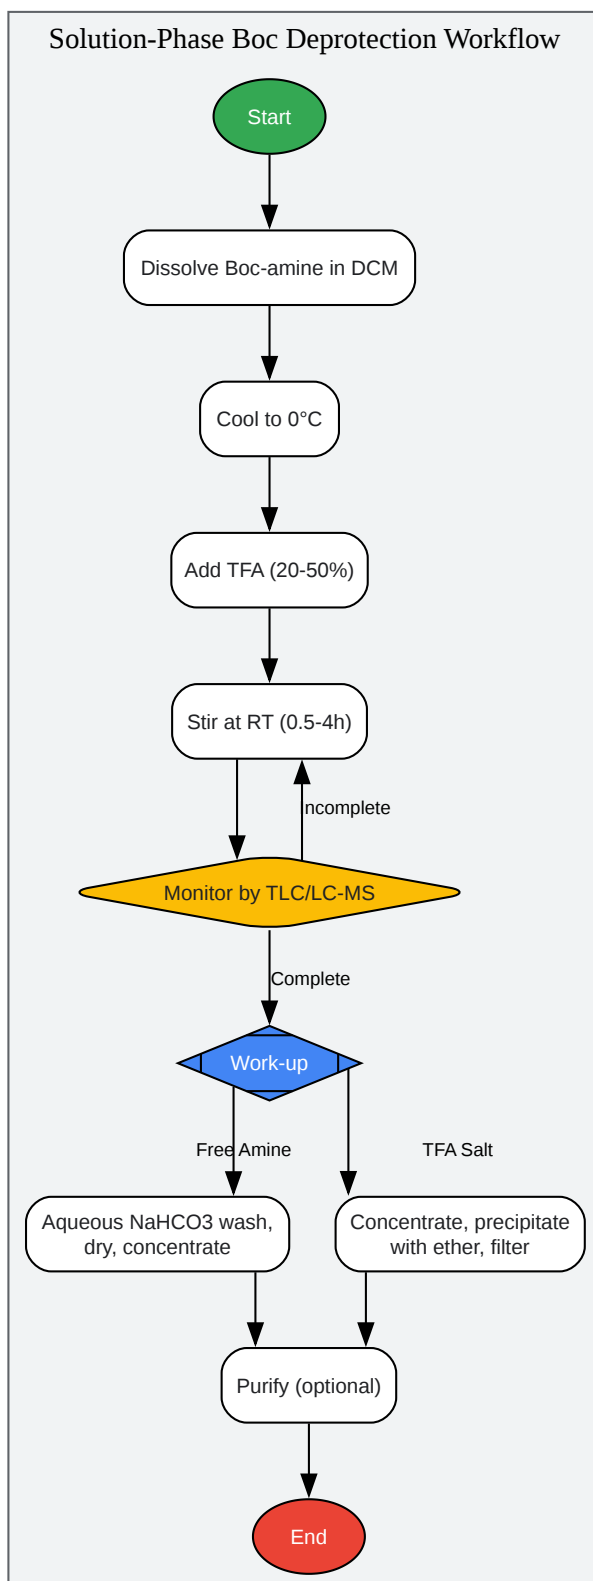 Solution-Phase Boc Deprotection Workflow
Start
Dissolve Boc-amine in DCM
Cool to 0°C
Add TFA (20-50%)
Stir at RT (0.5-4h)
Incomplete
Monitor by TLC/LC-MS
Complete
Work-up
Free Amine
TFA Salt
Aqueous NaHCO3 wash,
dry, concentrate
Concentrate, precipitate
with ether, filter
Purify (optional)
End